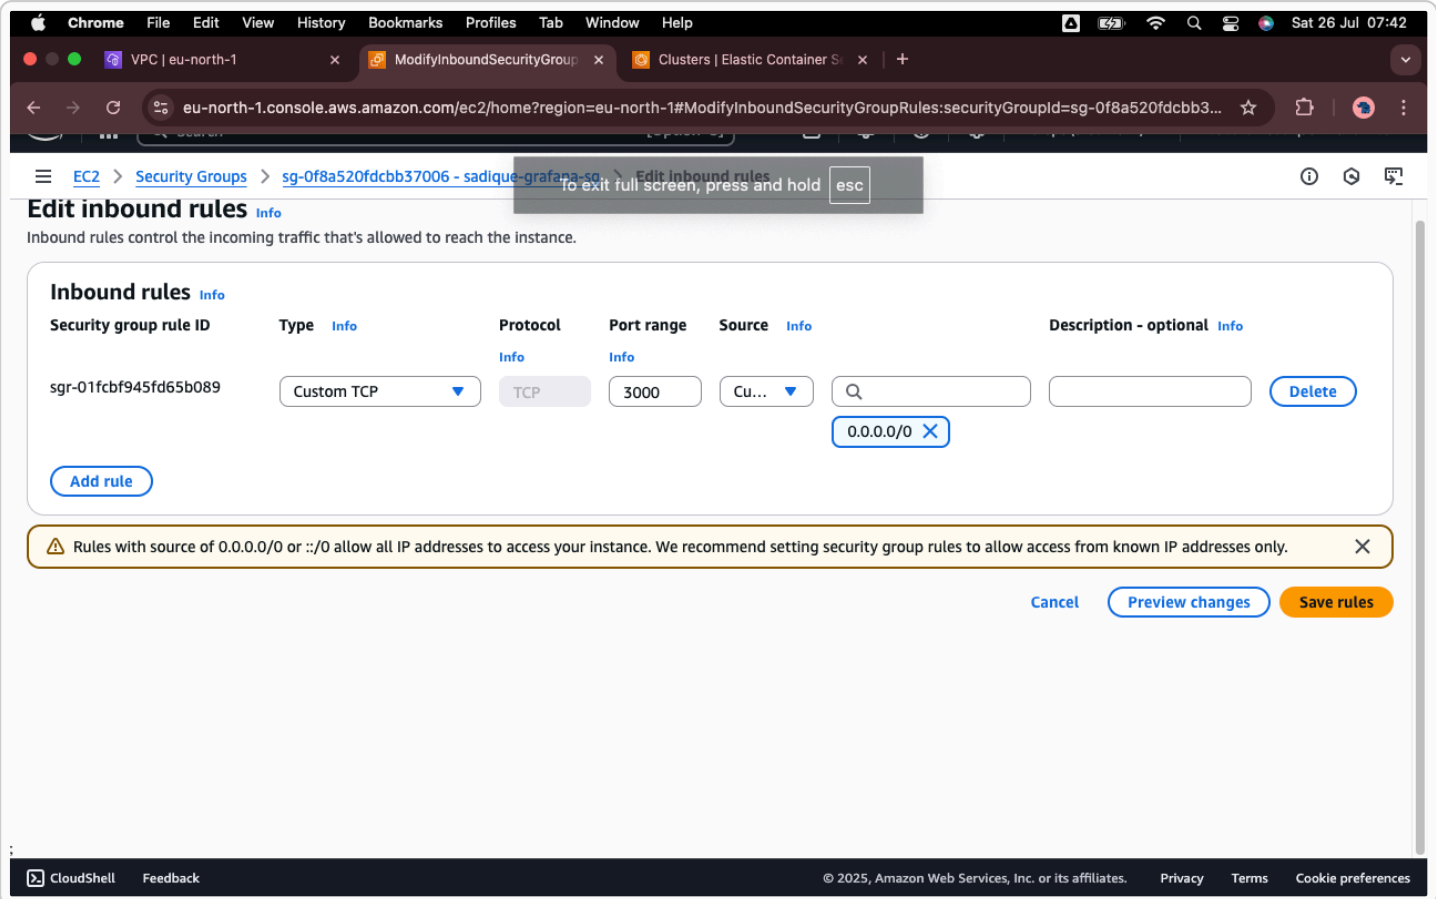 Chrome File Edit View History Bookmarks Profiles Tab Window Help Sat 26 Jul 07:42
VPC | eu-north-1 ModifyInboundSecurityGroup Clusters | Elastic Container Se
eu-north-1.console.aws.amazon.com/ec2/home?region=eu-north-1#ModifyInboundSecurityGroupRules:securityGroupId=sg-0f8a520fdcbb3...
Search
EC2 Security Groups sg-0f8a520fdcbb37006 - sadique-grafana-sg Edit inbound rules
To exit full screen, press and hold esc
Edit inbound rules Info
Inbound rules control the incoming traffic that's allowed to reach the instance.
Inbound rules Info
Security group rule ID Type Info Protocol Port range Source Info Description - optional Info
Info Info
sgr-01fcbf945fd65b089 Custom TCP TCP 3000 Cu... Delete
0.0.0.0/0
Add rule
Rules with source of 0.0.0.0/0 or ::/0 allow all IP addresses to access your instance. We recommend setting security group rules to allow access from known IP addresses only.
Cancel Preview changes Save rules
;
CloudShell Feedback © 2025, Amazon Web Services, Inc. or its affiliates. Privacy Terms Cookie preferences